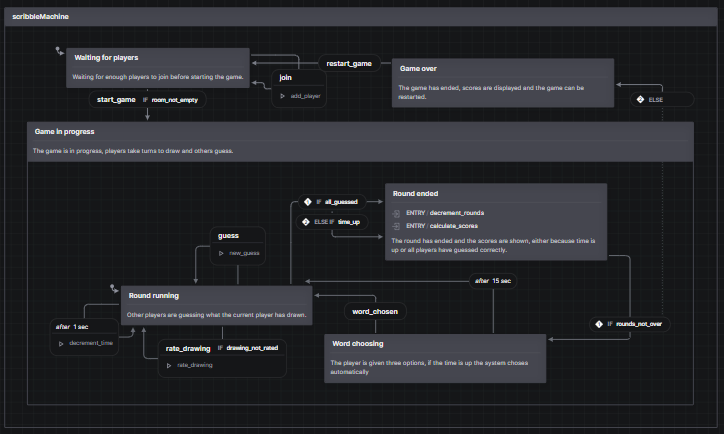 scribbleMachine
Waiting for players
Waiting for enough players to join before starting the game.
restart_game
join
add_player
Game over
The game has ended, scores are displayed and the game can be
restarted.
start_game IF room_not_empty
2 ELSE
Game in progress
The game is in progress, players take turns to draw and others guess.
1 IF all_guessed
2 ELSE IF time_up
Round ended
ENTRY decrement_rounds
ENTRY calculate_scores
The round has ended and the scores are shown, either because time is
up or all players have guessed correctly.
guess
new_guess
after 15 sec
Round running
Other players are guessing what the current player has drawn.
word_chosen
after 1 sec
decrement_time
1 IF rounds_not_over
rate_drawing IF drawing_not_rated
rate_drawing
Word choosing
The player is given three options, if the time is up the system choses
automatically